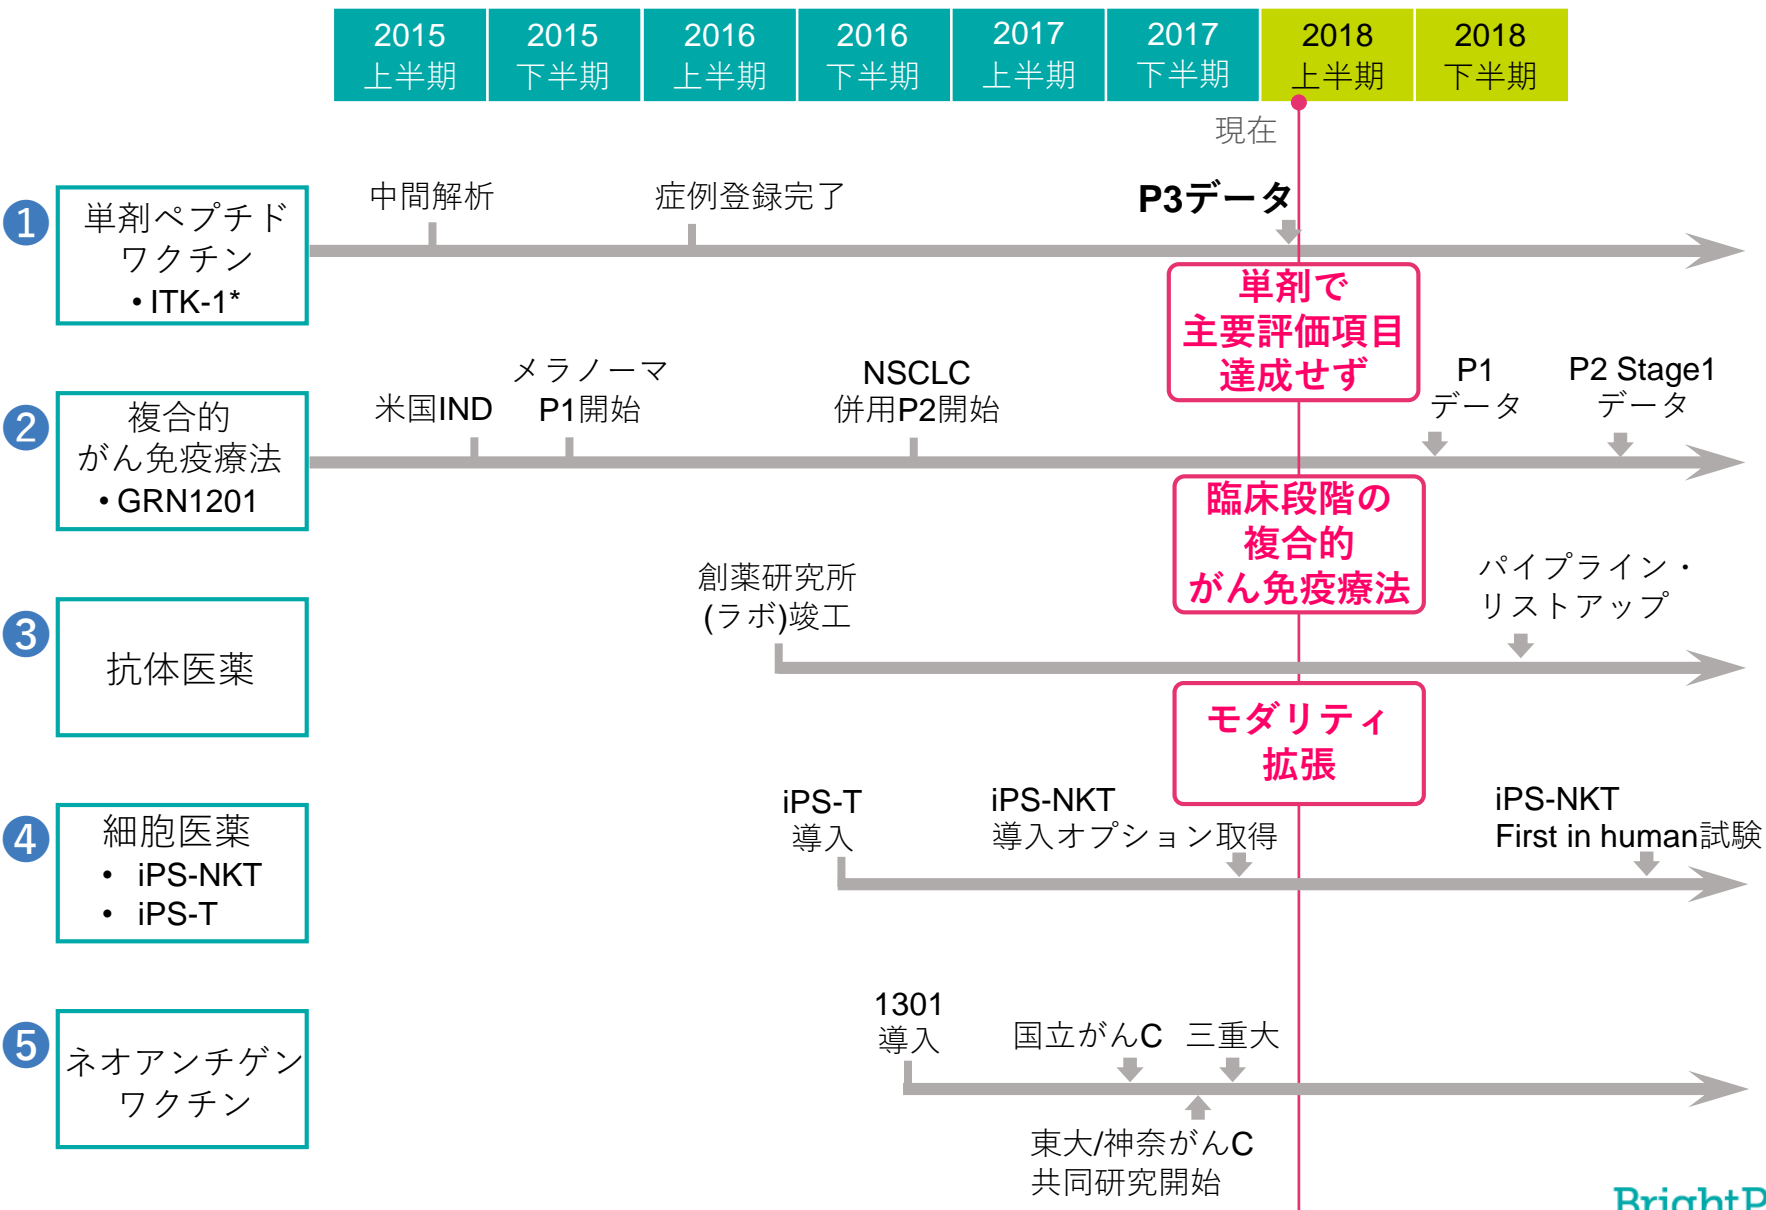 2015
上半期
2015
下半期
2016
上半期
2016
下半期
2017
上半期
2017
下半期
2018
上半期
2018
下半期
現在
1
単剤ペプチド
ワクチン
• ITK-1*
中間解析
症例登録完了
P3データ
単剤で
主要評価項目
達成せず
2
複合的
がん免疫療法
• GRN1201
米国IND
メラノーマ
P1開始
NSCLC
併用P2開始
P1
データ
P2 Stage1
データ
臨床段階の
複合的
がん免疫療法
3
抗体医薬
創薬研究所
(ラボ)竣工
パイプライン・
リストアップ
モダリティ
拡張
4
細胞医薬
• iPS-NKT
• iPS-T
iPS-T
導入
iPS-NKT
導入オプション取得
iPS-NKT
First in human試験
5
ネオアンチゲン
ワクチン
1301
導入
国立がんC
三重大
東大/神奈がんC
共同研究開始
BrightP